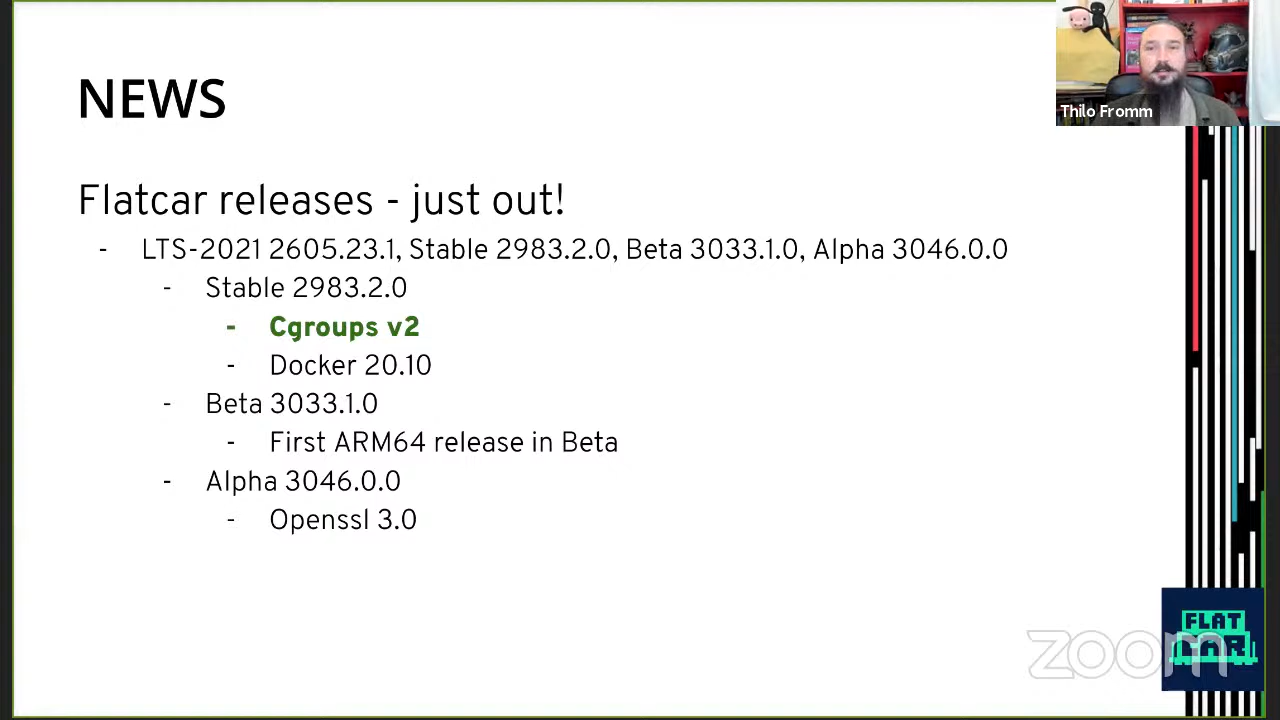 NEWS
Thilo Fromm
Flatcar releases - just out!
- LTS-2021 2605.23.1, Stable 2983.2.0, Beta 3033.1.0, Alpha 3046.0.0
- Stable 2983.2.0
- Cgroups v2
- Docker 20.10
- Beta 3033.1.0
- First ARM64 release in Beta
- Alpha 3046.0.0
- Openssl 3.0
FLAT
CAR
zoom